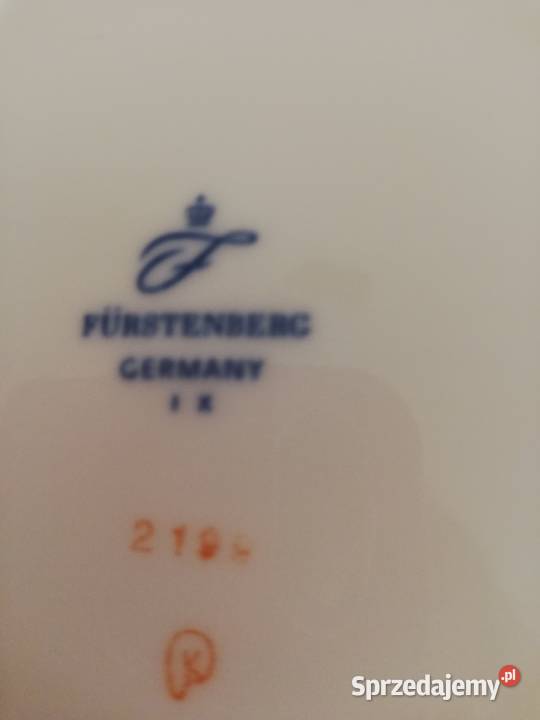 F
FÜRSTENBERG
GERMANY
K
Sprzedajemy.pl